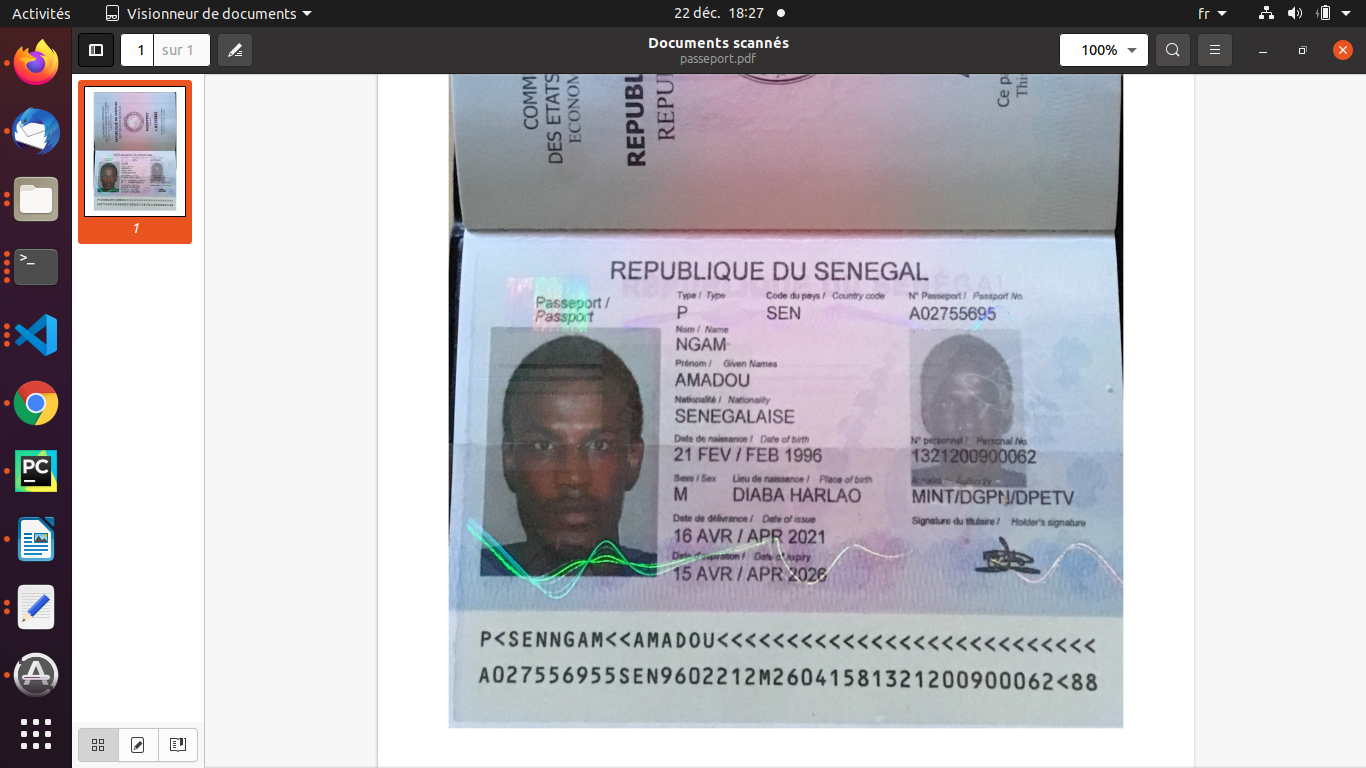 Activités
Visionneur de documents
22 déc. 18:27
fr
1 sur 1
Documents scannés
passeport.pdf
100%
1
COMM
DES ETATS
ECONOM
REPUBL
REPU
Ce pa
This
REPUBLIQUE DU SENEGAL
Passeport /
Passport
Type / Type
Code du pays / Country code
N° Passeport / Passport No.
P
SEN
A02755695
Nom / Name
NGAM
Prénom / Given Names
AMADOU
Nationalité / Nationality
SENEGALAISE
Date de naissance / Date of birth
N° personnel / Personal No.
21 FEV / FEB 1996
1321200900062
Sexe / Sex
Lieu de naissance / Place of birth
Autorité / Authority
M
DIABA HARLAO
MINT/DGPN/DPETV
Date de délivrance / Date of issue
Signature du titulaire / Holder's signature
16 AVR / APR 2021
Date d'expiration / Date of expiry
15 AVR / APR 2026
P<SENNGAM<<AMADOU<<<<<<<<<<<<<<<<<<<<<<<<<<<
A027556955SEN9602212M26041581321200900062<88